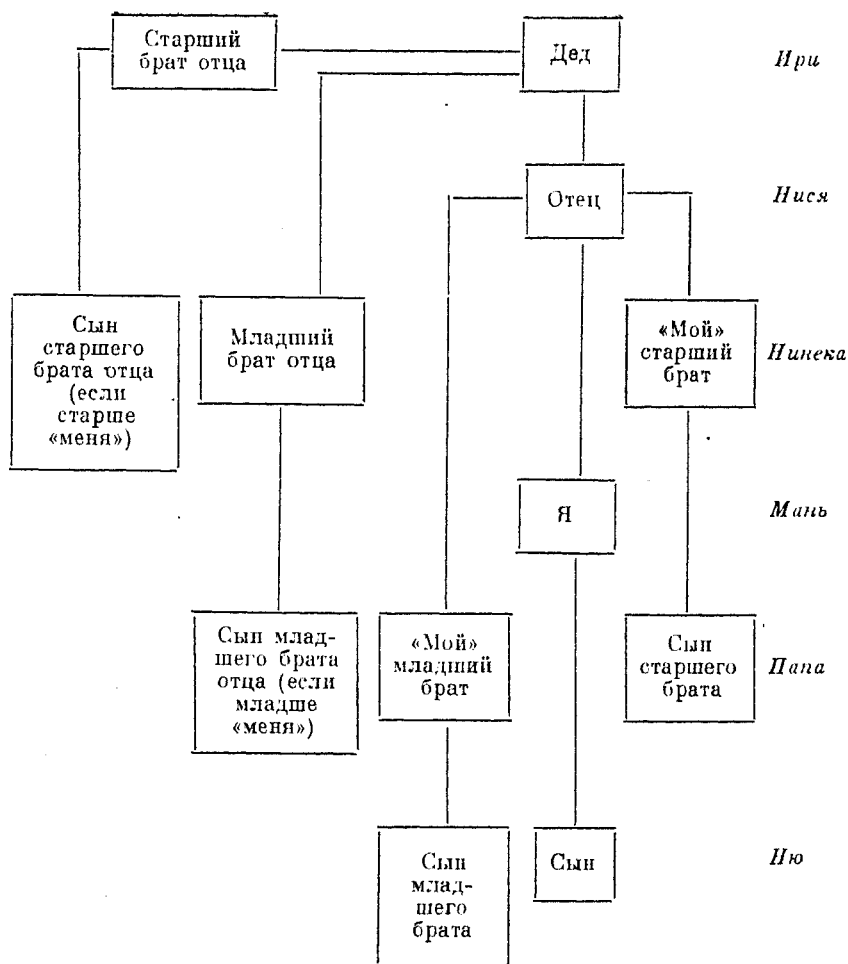 Старший
брат отца
Дед
Ири
Отец
Нися
Сын
старшего
брата отца
(если
старше
«меня»)
Младший
брат отца
«Мой»
старший
брат
Нинека
Я
Мань
Сын млад-
шего брата
отца (если
младше
«меня»)
«Мой»
младший
брат
Сын
старшего
брата
Папа
Сын
млад-
шего
брата
Сын
Ню